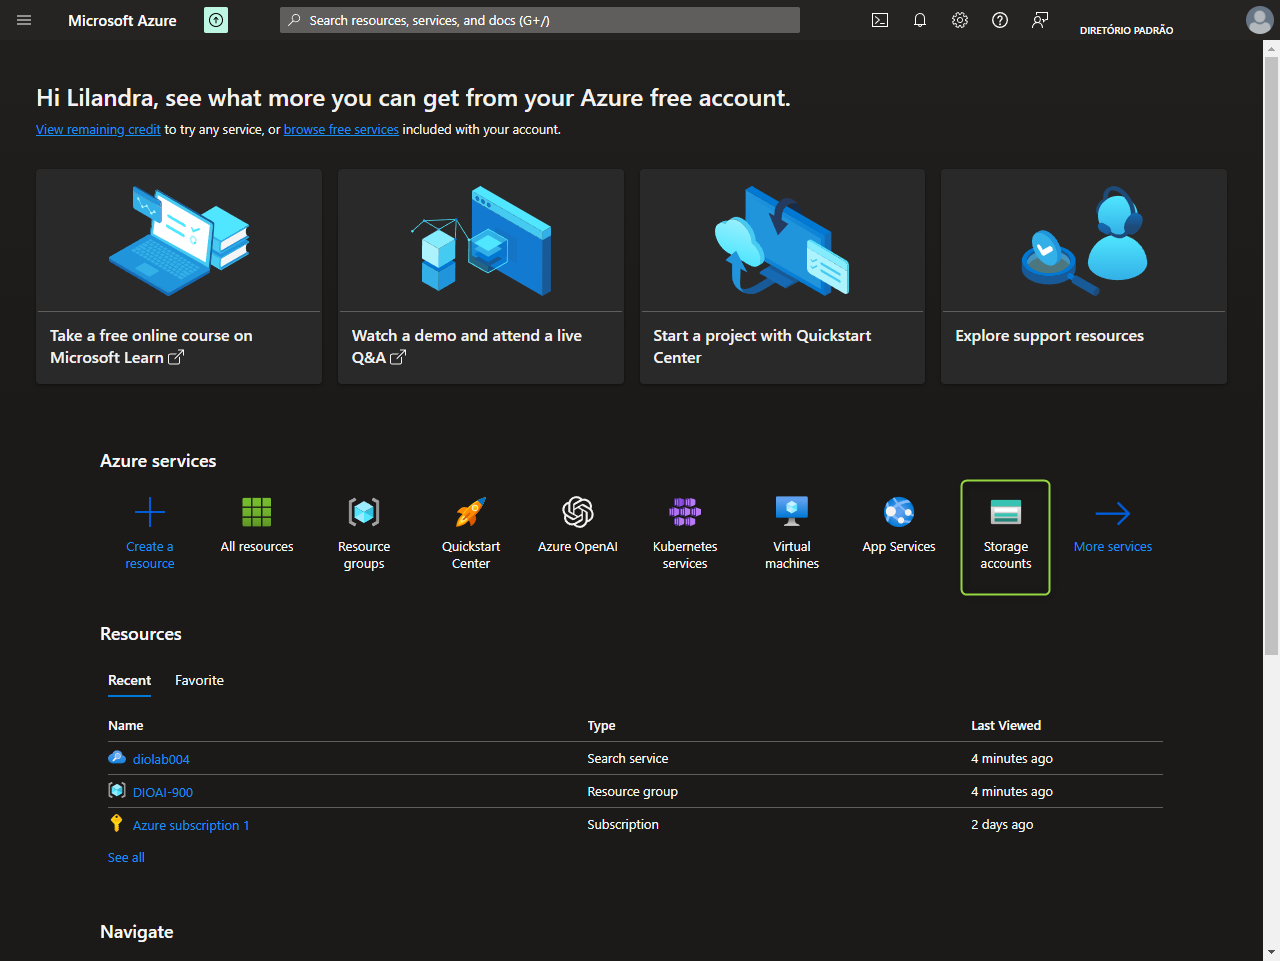 Microsoft Azure
Search resources, services, and docs (G+/)
DIRETÓRIO PADRÃO
Hi Lilandra, see what more you can get from your Azure free account.
View remaining credit to try any service, or browse free services included with your account.
Take a free online course on
Microsoft Learn
Watch a demo and attend a live
Q&A
Start a project with Quickstart
Center
Explore support resources
Azure services
Create a
resource
All resources
Resource
groups
Quickstart
Center
Azure OpenAI
Kubernetes
services
Virtual
machines
App Services
Storage
accounts
More services
Resources
Recent Favorite
Name Type Last Viewed
diolab004 Search service 4 minutes ago
DIOAI-900 Resource group 4 minutes ago
Azure subscription 1 Subscription 2 days ago
See all
Navigate